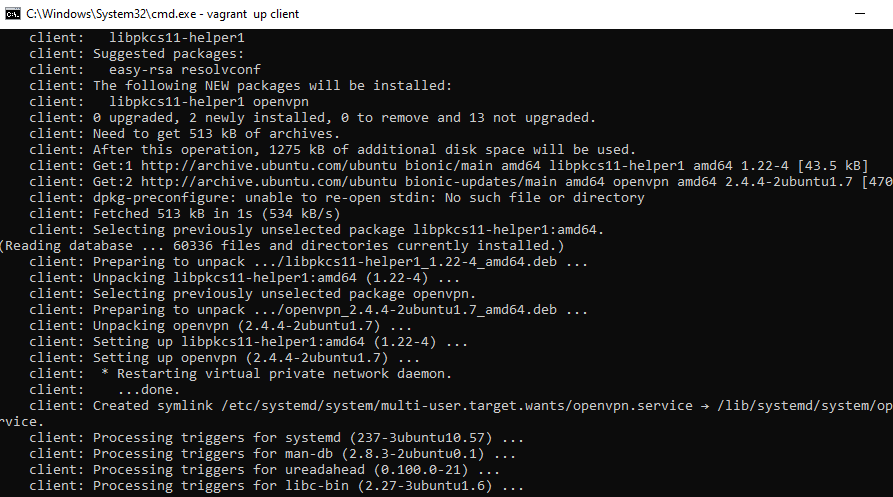 C:\Windows\System32\cmd.exe - vagrant  up client
client:   libpkcs11-helper1
client: Suggested packages:
client:   easy-rsa resolvconf
client: The following NEW packages will be installed:
client:   libpkcs11-helper1 openvpn
client: 0 upgraded, 2 newly installed, 0 to remove and 13 not upgraded.
client: Need to get 513 kB of archives.
client: After this operation, 1275 kB of additional disk space will be used.
client: Get:1 http://archive.ubuntu.com/ubuntu bionic/main amd64 libpkcs11-helper1 amd64 1.22-4 [43.5 kB]
client: Get:2 http://archive.ubuntu.com/ubuntu bionic-updates/main amd64 openvpn amd64 2.4.4-2ubuntu1.7 [470
client: dpkg-preconfigure: unable to re-open stdin: No such file or directory
client: Fetched 513 kB in 1s (534 kB/s)
client: Selecting previously unselected package libpkcs11-helper1:amd64.
(Reading database ... 60336 files and directories currently installed.)
client: Preparing to unpack .../libpkcs11-helper1_1.22-4_amd64.deb ...
client: Unpacking libpkcs11-helper1:amd64 (1.22-4) ...
client: Selecting previously unselected package openvpn.
client: Preparing to unpack .../openvpn_2.4.4-2ubuntu1.7_amd64.deb ...
client: Unpacking openvpn (2.4.4-2ubuntu1.7) ...
client: Setting up libpkcs11-helper1:amd64 (1.22-4) ...
client: Setting up openvpn (2.4.4-2ubuntu1.7) ...
client:  * Restarting virtual private network daemon.
client:    ...done.
client: Created symlink /etc/systemd/system/multi-user.target.wants/openvpn.service → /lib/systemd/system/op
rvice.
client: Processing triggers for systemd (237-3ubuntu10.57) ...
client: Processing triggers for man-db (2.8.3-2ubuntu0.1) ...
client: Processing triggers for ureadahead (0.100.0-21) ...
client: Processing triggers for libc-bin (2.27-3ubuntu1.6) ...